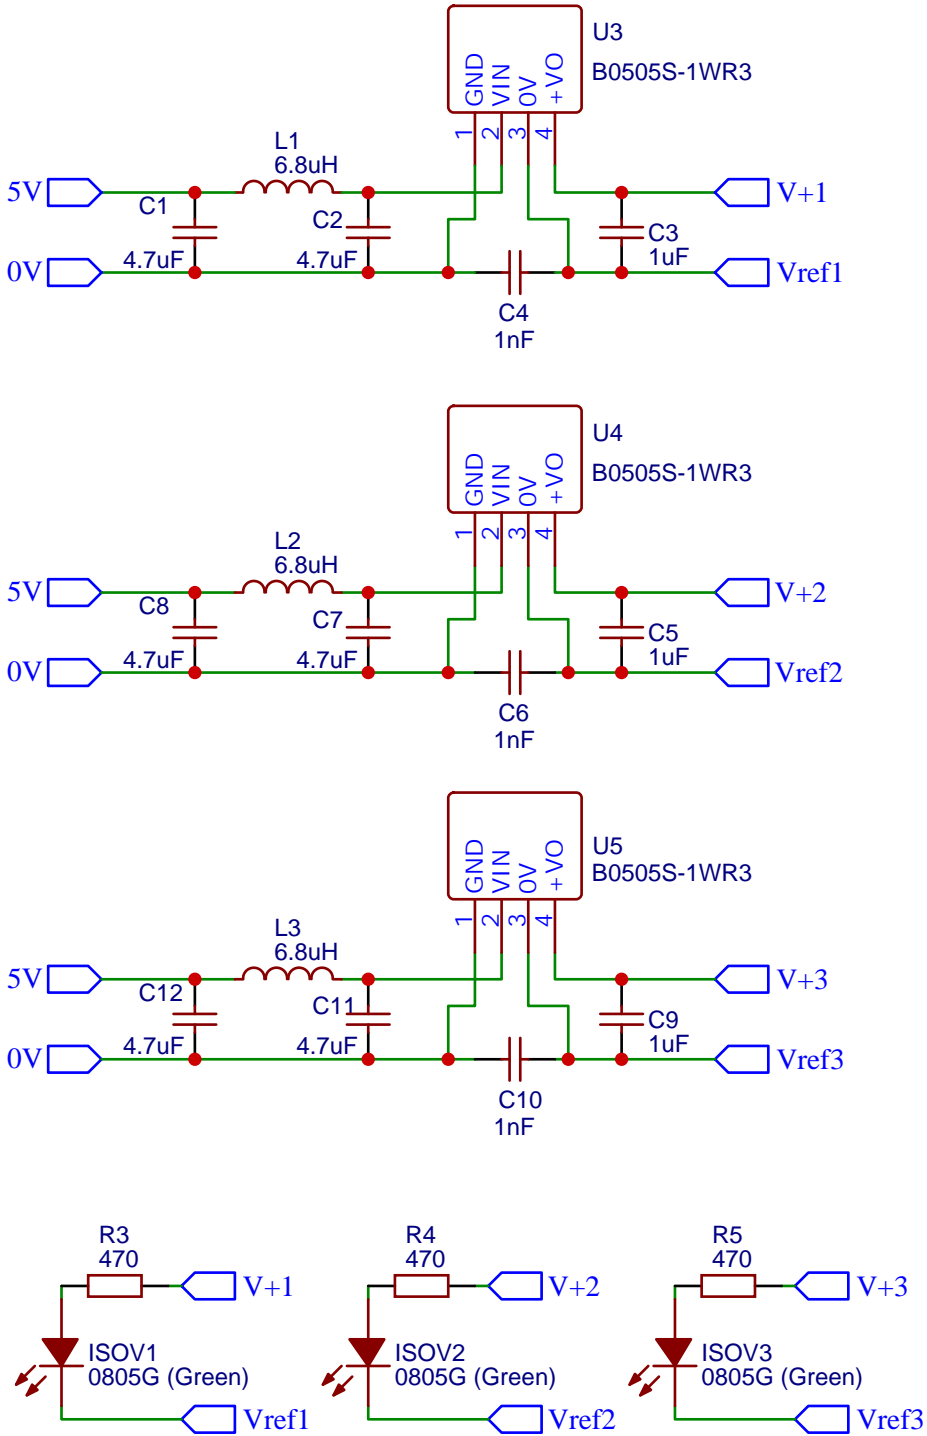 U3
B0505S-1WR3
GND
VIN
0V
+VO
1
2
3
4
L1
6.8uH
5V
C1
C2
V+1
C3
1uF
4.7uF
4.7uF
0V
Vref1
C4
1nF
U4
B0505S-1WR3
GND
VIN
0V
+VO
1
2
3
4
L2
6.8uH
5V
C8
C7
V+2
C5
1uF
4.7uF
4.7uF
0V
Vref2
C6
1nF
U5
B0505S-1WR3
GND
VIN
0V
+VO
1
2
3
4
L3
6.8uH
5V
C12
C11
V+3
C9
1uF
4.7uF
4.7uF
0V
Vref3
C10
1nF
R3
470
V+1
ISOV1
0805G (Green)
Vref1
R4
470
V+2
ISOV2
0805G (Green)
Vref2
R5
470
V+3
ISOV3
0805G (Green)
Vref3